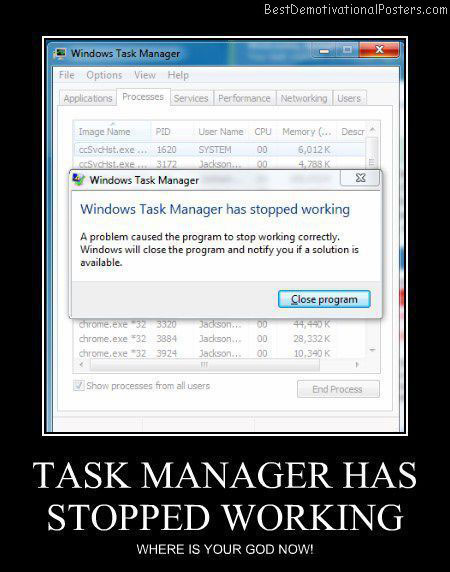 BestDemotivationalPosters.com
Windows Task Manager
File Options View Help
Applications Processes Services Performance Networking Users
Image Name PID User Name CPU Memory (... Descr
ccSvcHst.exe ... 1620 SYSTEM 00 6,012 K
ccSvcHst.exe ... 3172 Jackson... 00 4,788 K
Windows Task Manager
Windows Task Manager has stopped working
A problem caused the program to stop working correctly.
Windows will close the program and notify you if a solution is
available.
Close program
chrome.exe *32 3320 Jackson... 00 44,440 K
chrome.exe *32 3884 Jackson... 00 28,332 K
chrome.exe *32 3924 Jackson... 00 10,340 K
Show processes from all users
End Process
TASK MANAGER HAS
STOPPED WORKING
WHERE IS YOUR GOD NOW!